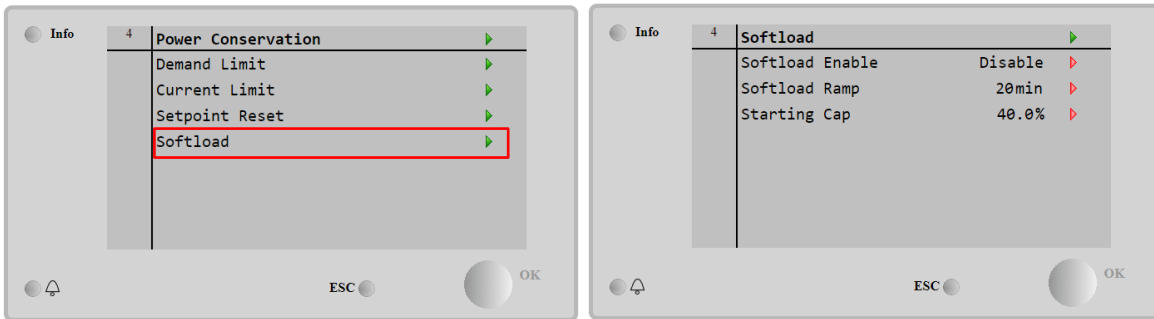 Info
4 Power Conservation
Demand Limit
Current Limit
Setpoint Reset
Softload
ESC
OK
Info
4 Softload
Softload Enable Disable
Softload Ramp 20min
Starting Cap 40.0%
ESC
OK